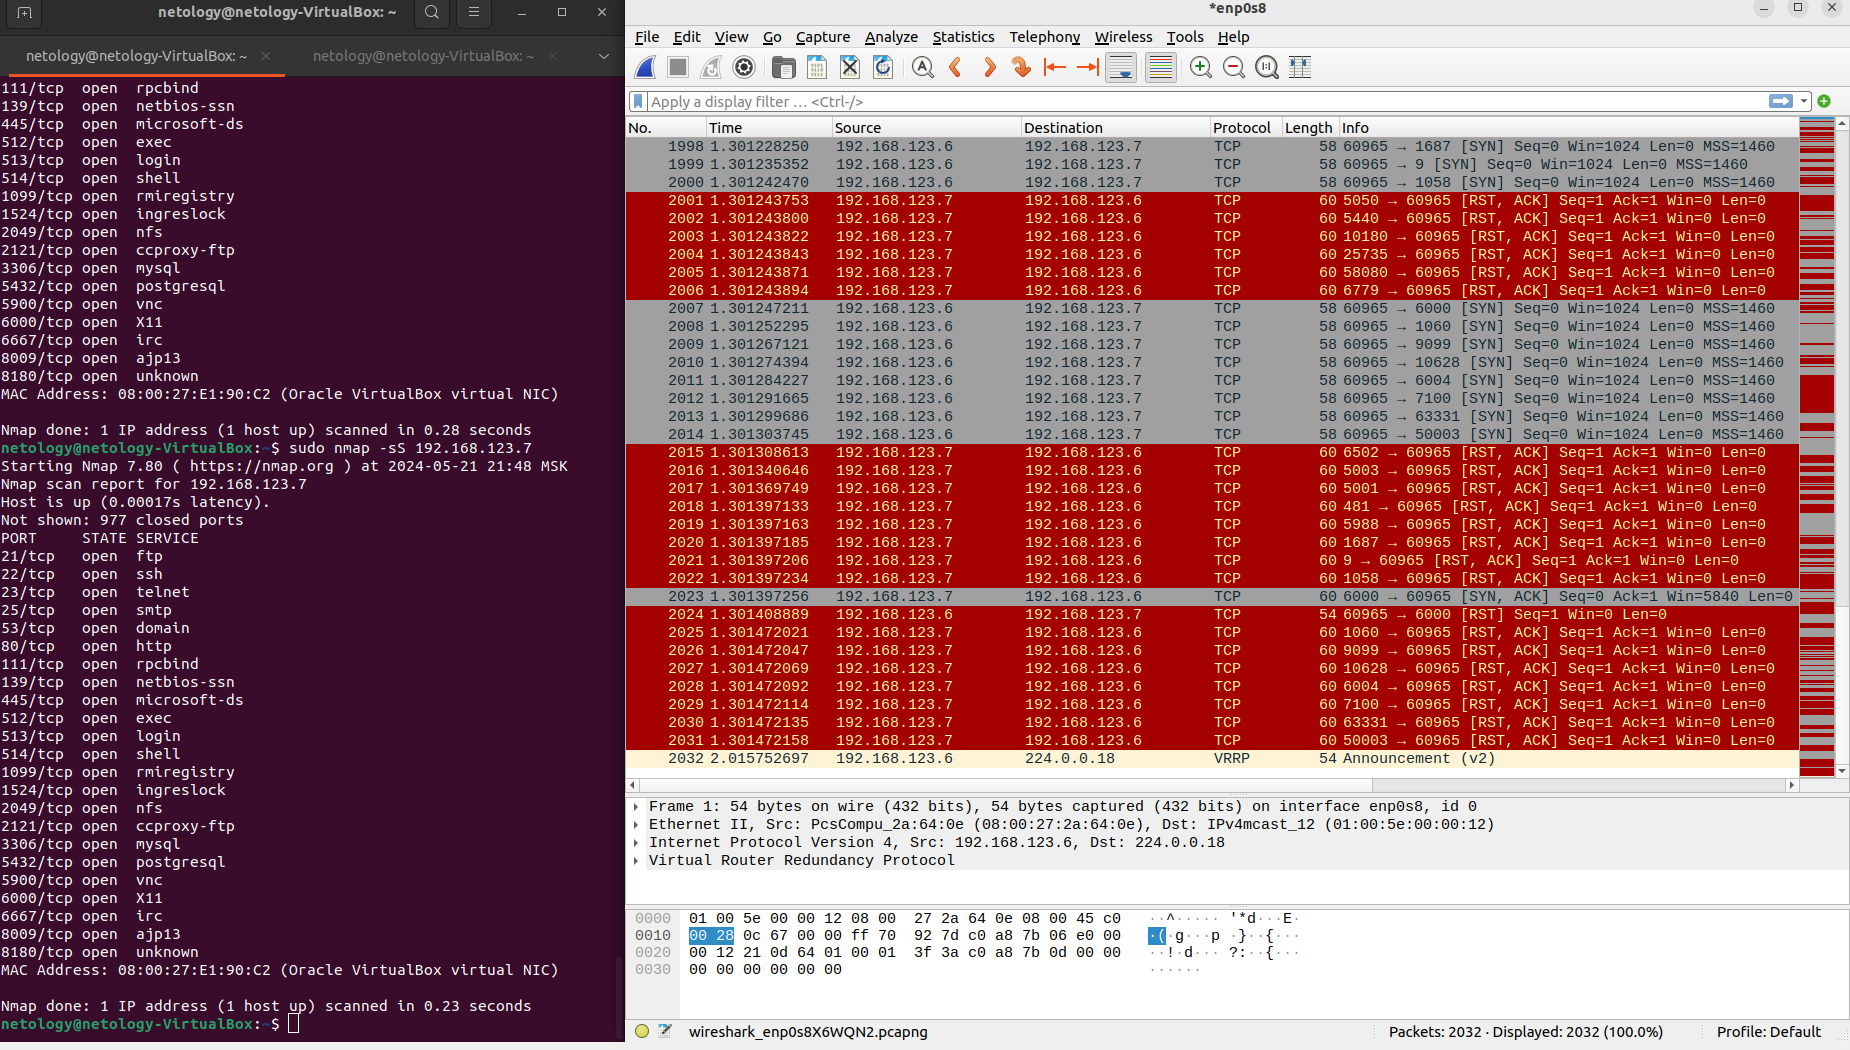 netology@netology-VirtualBox: ~
netology@netology-VirtualBox: ~
netology@netology-VirtualBox: ~
111/tcp open rpcbind
139/tcp open netbios-ssn
445/tcp open microsoft-ds
512/tcp open exec
513/tcp open login
514/tcp open shell
1099/tcp open rmiregistry
1524/tcp open ingreslock
2049/tcp open nfs
2121/tcp open ccproxy-ftp
3306/tcp open mysql
5432/tcp open postgresql
5900/tcp open vnc
6000/tcp open X11
6667/tcp open irc
8009/tcp open ajp13
8180/tcp open unknown
MAC Address: 08:00:27:E1:90:C2 (Oracle VirtualBox virtual NIC)
Nmap done: 1 IP address (1 host up) scanned in 0.28 seconds
netology@netology-VirtualBox:~$ sudo nmap -sS 192.168.123.7
Starting Nmap 7.80 ( https://nmap.org ) at 2024-05-21 21:48 MSK
Nmap scan report for 192.168.123.7
Host is up (0.00017s latency).
Not shown: 977 closed ports
PORT STATE SERVICE
21/tcp open ftp
22/tcp open ssh
23/tcp open telnet
25/tcp open smtp
53/tcp open domain
80/tcp open http
111/tcp open rpcbind
139/tcp open netbios-ssn
445/tcp open microsoft-ds
512/tcp open exec
513/tcp open login
514/tcp open shell
1099/tcp open rmiregistry
1524/tcp open ingreslock
2049/tcp open nfs
2121/tcp open ccproxy-ftp
3306/tcp open mysql
5432/tcp open postgresql
5900/tcp open vnc
6000/tcp open X11
6667/tcp open irc
8009/tcp open ajp13
8180/tcp open unknown
MAC Address: 08:00:27:E1:90:C2 (Oracle VirtualBox virtual NIC)
Nmap done: 1 IP address (1 host up) scanned in 0.23 seconds
netology@netology-VirtualBox:~$
*enp0s8
File Edit View Go Capture Analyze Statistics Telephony Wireless Tools Help
Apply a display filter … <Ctrl-/>
No. Time Source Destination Protocol Length Info
1998 1.301228250 192.168.123.6 192.168.123.7 TCP 58 60965 → 1687 [SYN] Seq=0 Win=1024 Len=0 MSS=1460
1999 1.301235352 192.168.123.6 192.168.123.7 TCP 58 60965 → 9 [SYN] Seq=0 Win=1024 Len=0 MSS=1460
2000 1.301242470 192.168.123.6 192.168.123.7 TCP 58 60965 → 1058 [SYN] Seq=0 Win=1024 Len=0 MSS=1460
2001 1.301243753 192.168.123.7 192.168.123.6 TCP 60 5050 → 60965 [RST, ACK] Seq=1 Ack=1 Win=0 Len=0
2002 1.301243800 192.168.123.7 192.168.123.6 TCP 60 5440 → 60965 [RST, ACK] Seq=1 Ack=1 Win=0 Len=0
2003 1.301243822 192.168.123.7 192.168.123.6 TCP 60 10180 → 60965 [RST, ACK] Seq=1 Ack=1 Win=0 Len=0
2004 1.301243843 192.168.123.7 192.168.123.6 TCP 60 25735 → 60965 [RST, ACK] Seq=1 Ack=1 Win=0 Len=0
2005 1.301243871 192.168.123.7 192.168.123.6 TCP 60 58080 → 60965 [RST, ACK] Seq=1 Ack=1 Win=0 Len=0
2006 1.301243894 192.168.123.7 192.168.123.6 TCP 60 6779 → 60965 [RST, ACK] Seq=1 Ack=1 Win=0 Len=0
2007 1.301247211 192.168.123.6 192.168.123.7 TCP 58 60965 → 6000 [SYN] Seq=0 Win=1024 Len=0 MSS=1460
2008 1.301252295 192.168.123.6 192.168.123.7 TCP 58 60965 → 1060 [SYN] Seq=0 Win=1024 Len=0 MSS=1460
2009 1.301267121 192.168.123.6 192.168.123.7 TCP 58 60965 → 9099 [SYN] Seq=0 Win=1024 Len=0 MSS=1460
2010 1.301274394 192.168.123.6 192.168.123.7 TCP 58 60965 → 10628 [SYN] Seq=0 Win=1024 Len=0 MSS=1460
2011 1.301284227 192.168.123.6 192.168.123.7 TCP 58 60965 → 6004 [SYN] Seq=0 Win=1024 Len=0 MSS=1460
2012 1.301291665 192.168.123.6 192.168.123.7 TCP 58 60965 → 7100 [SYN] Seq=0 Win=1024 Len=0 MSS=1460
2013 1.301299686 192.168.123.6 192.168.123.7 TCP 58 60965 → 63331 [SYN] Seq=0 Win=1024 Len=0 MSS=1460
2014 1.301303745 192.168.123.6 192.168.123.7 TCP 58 60965 → 50003 [SYN] Seq=0 Win=1024 Len=0 MSS=1460
2015 1.301308613 192.168.123.7 192.168.123.6 TCP 60 6502 → 60965 [RST, ACK] Seq=1 Ack=1 Win=0 Len=0
2016 1.301340646 192.168.123.7 192.168.123.6 TCP 60 5003 → 60965 [RST, ACK] Seq=1 Ack=1 Win=0 Len=0
2017 1.301369749 192.168.123.7 192.168.123.6 TCP 60 5001 → 60965 [RST, ACK] Seq=1 Ack=1 Win=0 Len=0
2018 1.301397133 192.168.123.7 192.168.123.6 TCP 60 481 → 60965 [RST, ACK] Seq=1 Ack=1 Win=0 Len=0
2019 1.301397163 192.168.123.7 192.168.123.6 TCP 60 5988 → 60965 [RST, ACK] Seq=1 Ack=1 Win=0 Len=0
2020 1.301397185 192.168.123.7 192.168.123.6 TCP 60 1687 → 60965 [RST, ACK] Seq=1 Ack=1 Win=0 Len=0
2021 1.301397206 192.168.123.7 192.168.123.6 TCP 60 9 → 60965 [RST, ACK] Seq=1 Ack=1 Win=0 Len=0
2022 1.301397234 192.168.123.7 192.168.123.6 TCP 60 1058 → 60965 [RST, ACK] Seq=1 Ack=1 Win=0 Len=0
2023 1.301397256 192.168.123.7 192.168.123.6 TCP 60 6000 → 60965 [SYN, ACK] Seq=0 Ack=1 Win=5840 Len=0
2024 1.301408889 192.168.123.6 192.168.123.7 TCP 54 60965 → 6000 [RST] Seq=1 Win=0 Len=0
2025 1.301472021 192.168.123.7 192.168.123.6 TCP 60 1060 → 60965 [RST, ACK] Seq=1 Ack=1 Win=0 Len=0
2026 1.301472047 192.168.123.7 192.168.123.6 TCP 60 9099 → 60965 [RST, ACK] Seq=1 Ack=1 Win=0 Len=0
2027 1.301472069 192.168.123.7 192.168.123.6 TCP 60 10628 → 60965 [RST, ACK] Seq=1 Ack=1 Win=0 Len=0
2028 1.301472092 192.168.123.7 192.168.123.6 TCP 60 6004 → 60965 [RST, ACK] Seq=1 Ack=1 Win=0 Len=0
2029 1.301472114 192.168.123.7 192.168.123.6 TCP 60 7100 → 60965 [RST, ACK] Seq=1 Ack=1 Win=0 Len=0
2030 1.301472135 192.168.123.7 192.168.123.6 TCP 60 63331 → 60965 [RST, ACK] Seq=1 Ack=1 Win=0 Len=0
2031 1.301472158 192.168.123.7 192.168.123.6 TCP 60 50003 → 60965 [RST, ACK] Seq=1 Ack=1 Win=0 Len=0
2032 2.015752697 192.168.123.6 224.0.0.18 VRRP 54 Announcement (v2)
Frame 1: 54 bytes on wire (432 bits), 54 bytes captured (432 bits) on interface enp0s8, id 0
Ethernet II, Src: PcsCompu_2a:64:0e (08:00:27:2a:64:0e), Dst: IPv4mcast_12 (01:00:5e:00:00:12)
Internet Protocol Version 4, Src: 192.168.123.6, Dst: 224.0.0.18
Virtual Router Redundancy Protocol
0000 01 00 5e 00 00 12 08 00 27 2a 64 0e 08 00 45 c0 ··^····· '*d···E·
0010 00 28 0c 67 00 00 ff 70 92 7d c0 a8 7b 06 e0 00 ·(·g···p ·}··{···
0020 00 12 21 0d 64 01 00 01 3f 3a c0 a8 7b 0d 00 00 ··!·d··· ?:··{···
0030 00 00 00 00 00 00 ······
wireshark_enp0s8X6WQN2.pcapng
Packets: 2032 · Displayed: 2032 (100.0%)
Profile: Default